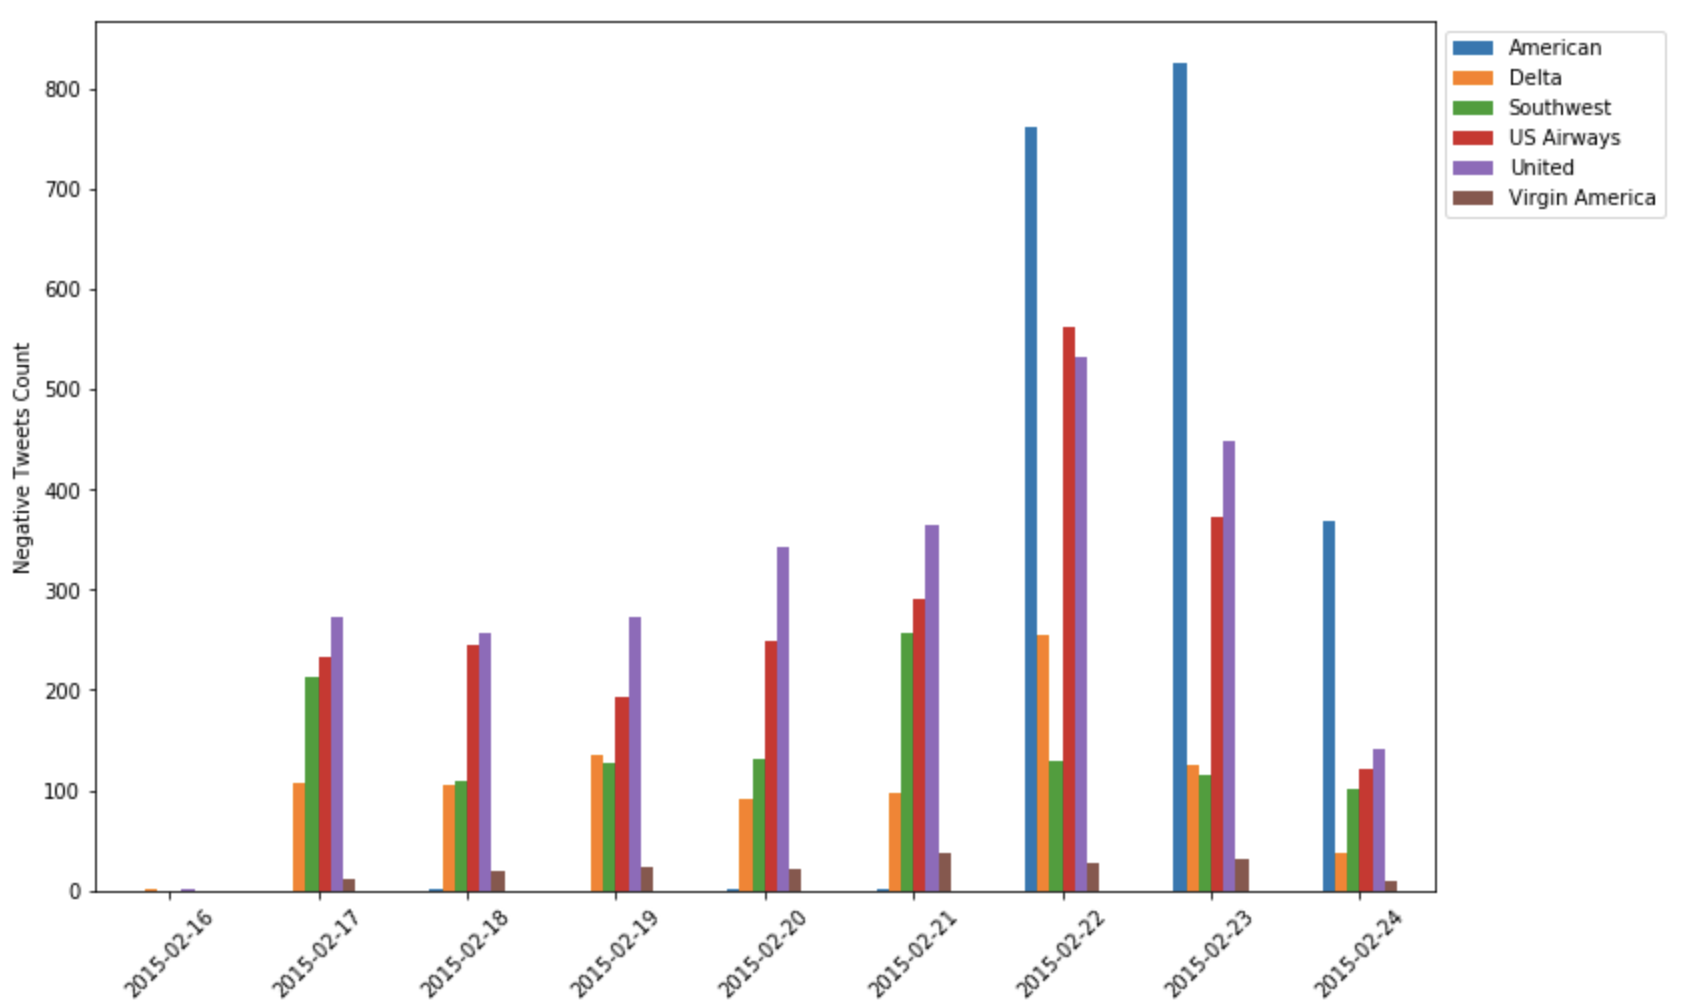 800
700
600
500
400
300
200
100
0
Negative Tweets Count
2015-02-16
2015-02-17
2015-02-18
2015-02-19
2015-02-20
2015-02-21
2015-02-22
2015-02-23
2015-02-24
American
Delta
Southwest
US Airways
United
Virgin America